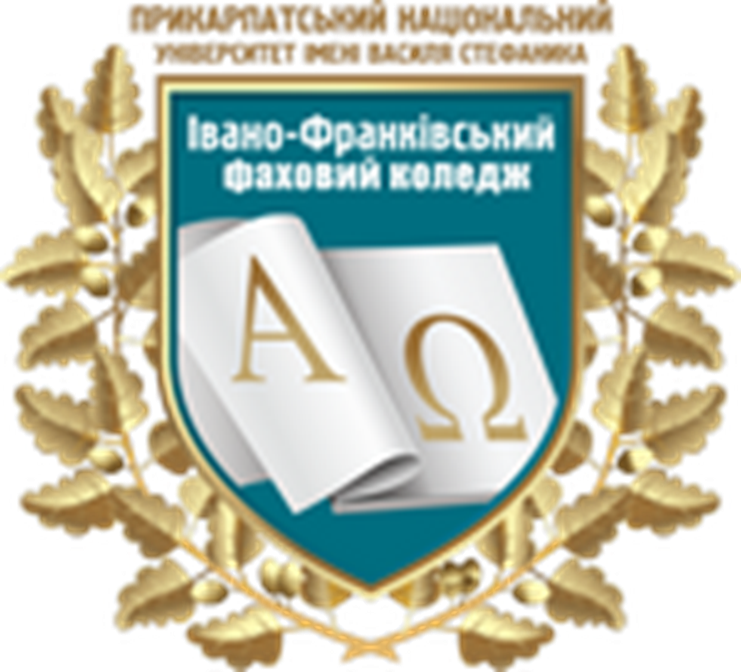 ПРИКАРПАТСЬКИЙ НАЦІОНАЛЬНИЙ
УНІВЕРСИТЕТ ІМЕНІ ВАСИЛЯ СТЕФАНИКА
Івано-Франківський
фаховий коледж
Α Ω